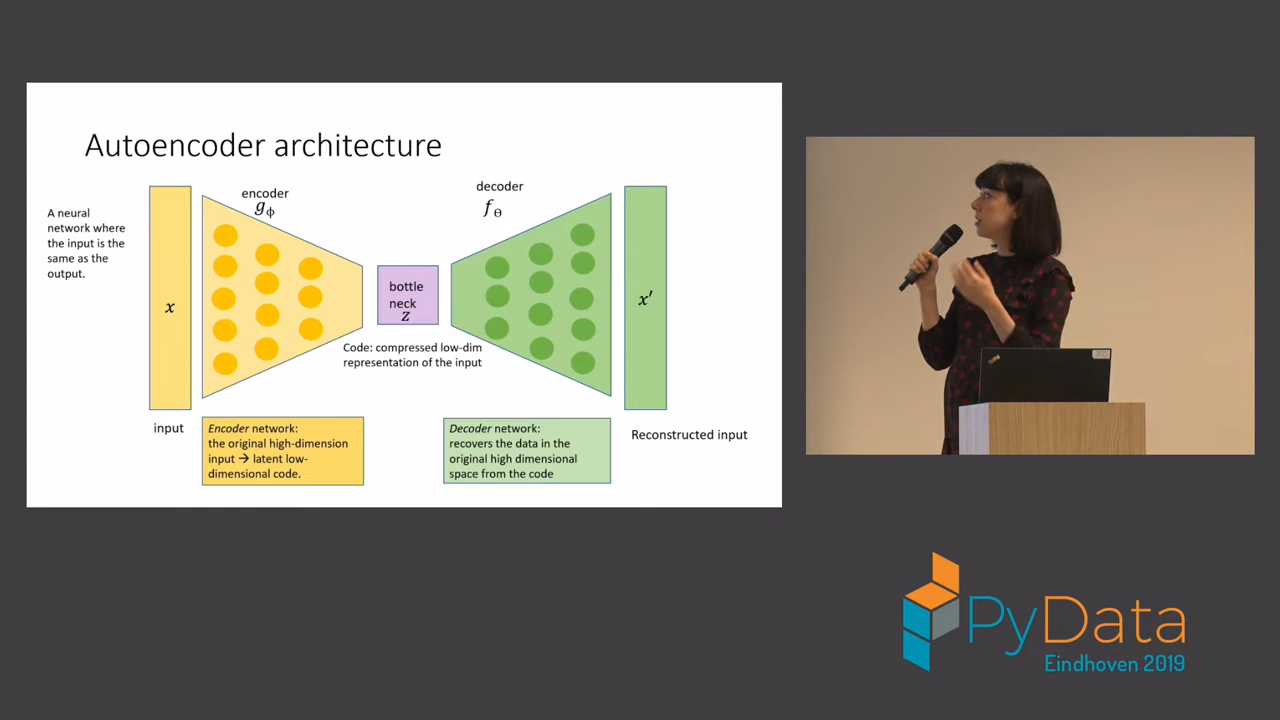 Autoencoder architecture
A neural
network where
the input is the
same as the
output.
encoder
gϕ
decoder
fΘ
x
bottle
neck
z
x′
Code: compressed low-dim
representation of the input
input
Encoder network:
the original high-dimension
input → latent low-
dimensional code.
Decoder network:
recovers the data in the
original high dimensional
space from the code
Reconstructed input
PyData
Eindhoven 2019